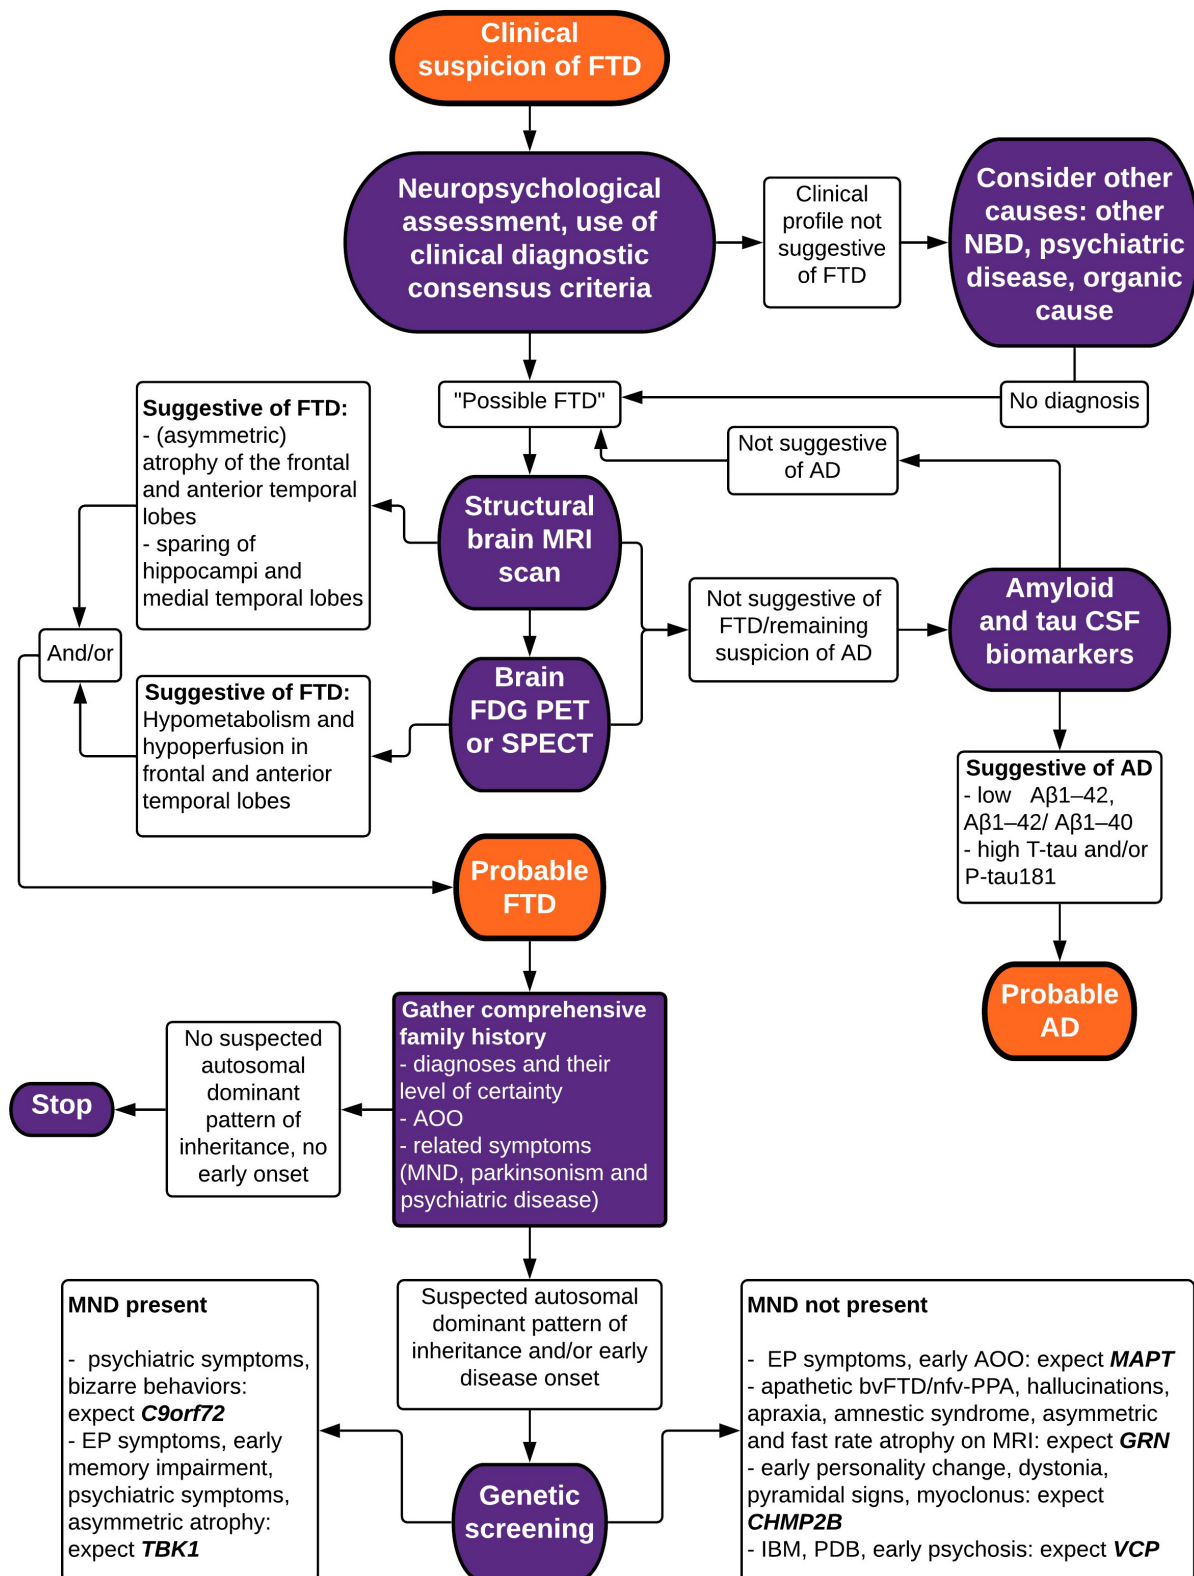 Clinical
suspicion of FTD
Neuropsychological
assessment, use of
clinical diagnostic
consensus criteria
Clinical
profile not
suggestive
of FTD
Consider other
causes: other
NBD, psychiatric
disease, organic
cause
"Possible FTD"
No diagnosis
Not suggestive
of AD
Suggestive of FTD:
- (asymmetric)
atrophy of the frontal
and anterior temporal
lobes
- sparing of
hippocampi and
medial temporal lobes
Structural
brain MRI
scan
Not suggestive of
FTD/remaining
suspicion of AD
Amyloid
and tau CSF
biomarkers
And/or
Suggestive of FTD:
Hypometabolism and
hypoperfusion in
frontal and anterior
temporal lobes
Brain
FDG PET
or SPECT
Suggestive of AD
- low Aβ1–42,
Aβ1–42/ Aβ1–40
- high T-tau and/or
P-tau181
Probable
FTD
Probable
AD
Gather comprehensive
family history
- diagnoses and their
level of certainty
- AOO
- related symptoms
(MND, parkinsonism and
psychiatric disease)
No suspected
autosomal
dominant
pattern of
inheritance, no
early onset
Stop
Suspected autosomal
dominant pattern of
inheritance and/or early
disease onset
MND present
- psychiatric symptoms,
bizarre behaviors:
expect C9orf72
- EP symptoms, early
memory impairment,
psychiatric symptoms,
asymmetric atrophy:
expect TBK1
Genetic
screening
MND not present
- EP symptoms, early AOO: expect MAPT
- apathetic bvFTD/nfv-PPA, hallucinations,
apraxia, amnestic syndrome, asymmetric
and fast rate atrophy on MRI: expect GRN
- early personality change, dystonia,
pyramidal signs, myoclonus: expect
CHMP2B
- IBM, PDB, early psychosis: expect VCP